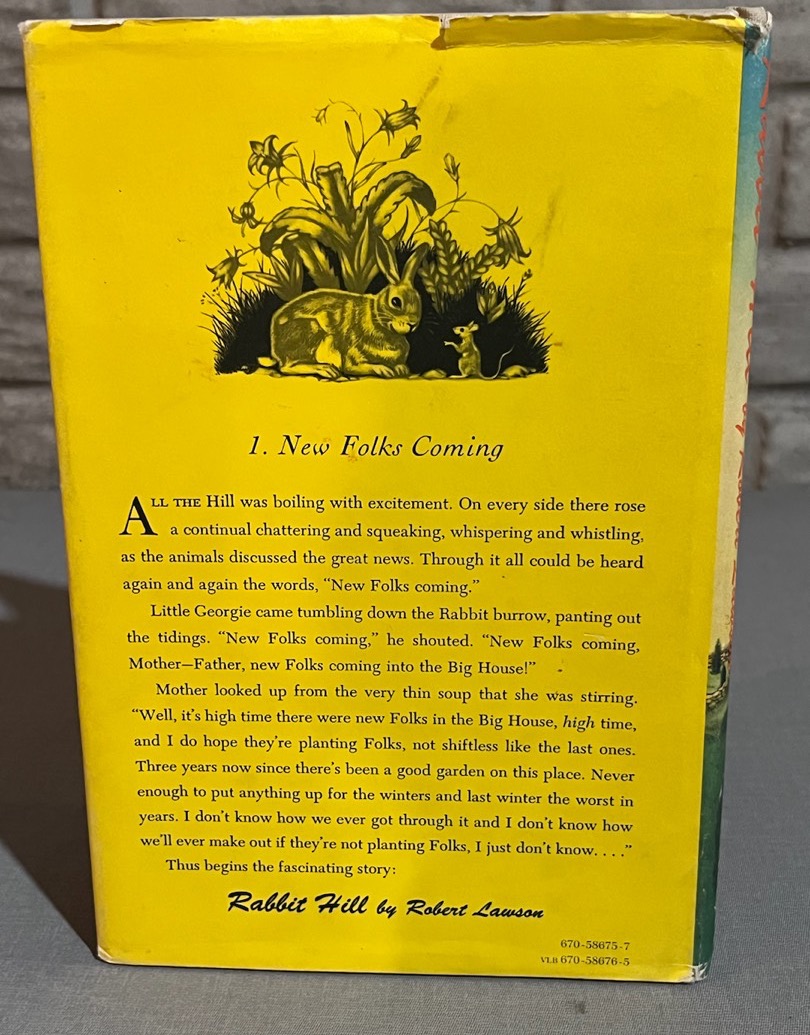 1. New Folks Coming
ALL THE Hill was boiling with excitement. On every side there rose
a continual chattering and squeaking, whispering and whistling,
as the animals discussed the great news. Through it all could be heard
again and again the words, “New Folks coming.”
Little Georgie came tumbling down the Rabbit burrow, panting out
the tidings. “New Folks coming,” he shouted. “New Folks coming,
Mother—Father, new Folks coming into the Big House!”
Mother looked up from the very thin soup that she was stirring.
“Well, it’s high time there were new Folks in the Big House, high time,
and I do hope they’re planting Folks, not shiftless like the last ones.
Three years now since there’s been a good garden on this place. Never
enough to put anything up for the winters and last winter the worst in
years. I don’t know how we ever got through it and I don’t know how
we’ll ever make out if they’re not planting Folks, I just don’t know. . . .”
Thus begins the fascinating story:
Rabbit Hill by Robert Lawson
670-58675-7
VLB 670-58676-5